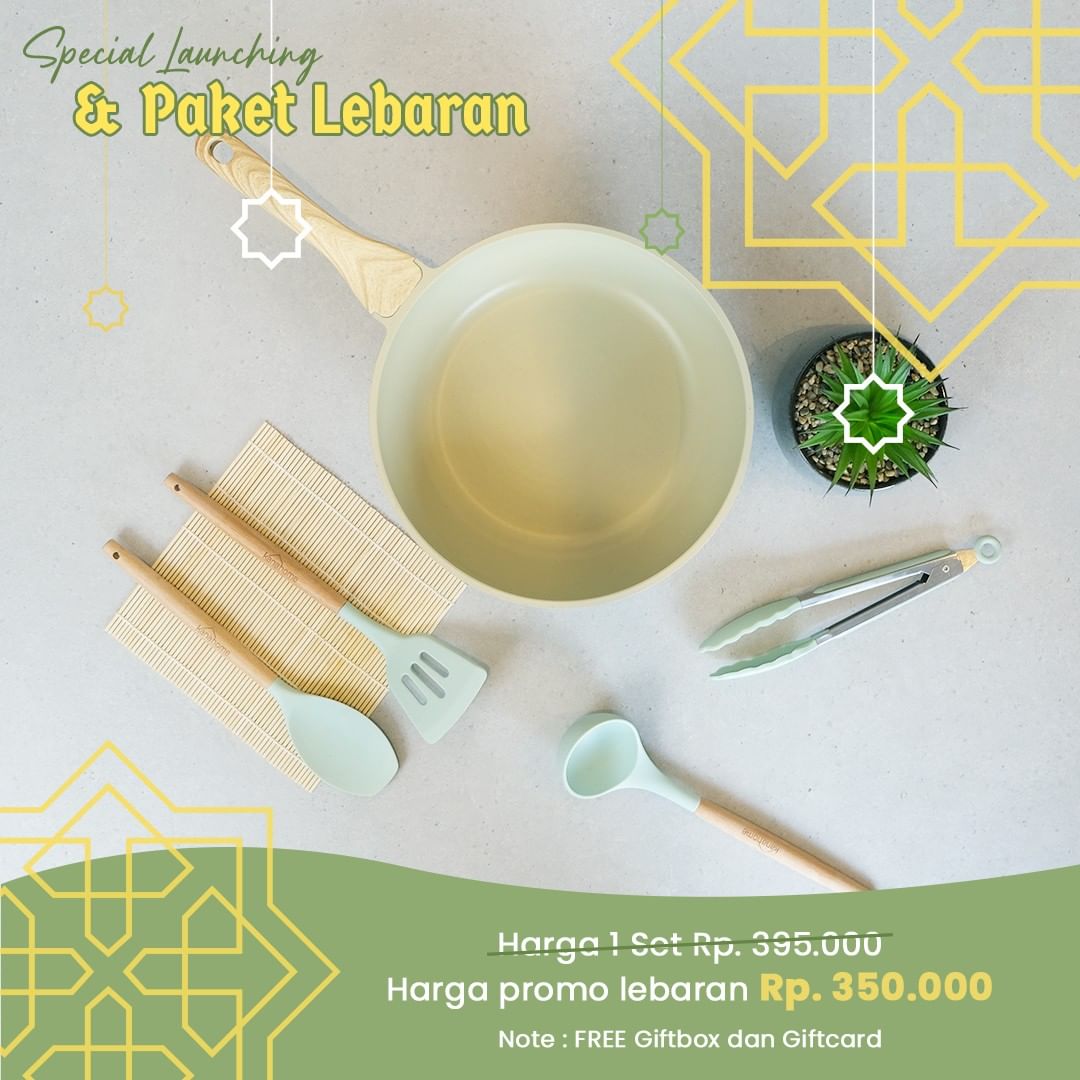 Special Launching
& Paket Lebaran
Harga 1 Set Rp. 395.000
Harga promo lebaran Rp. 350.000
Note : FREE Giftbox dan Giftcard